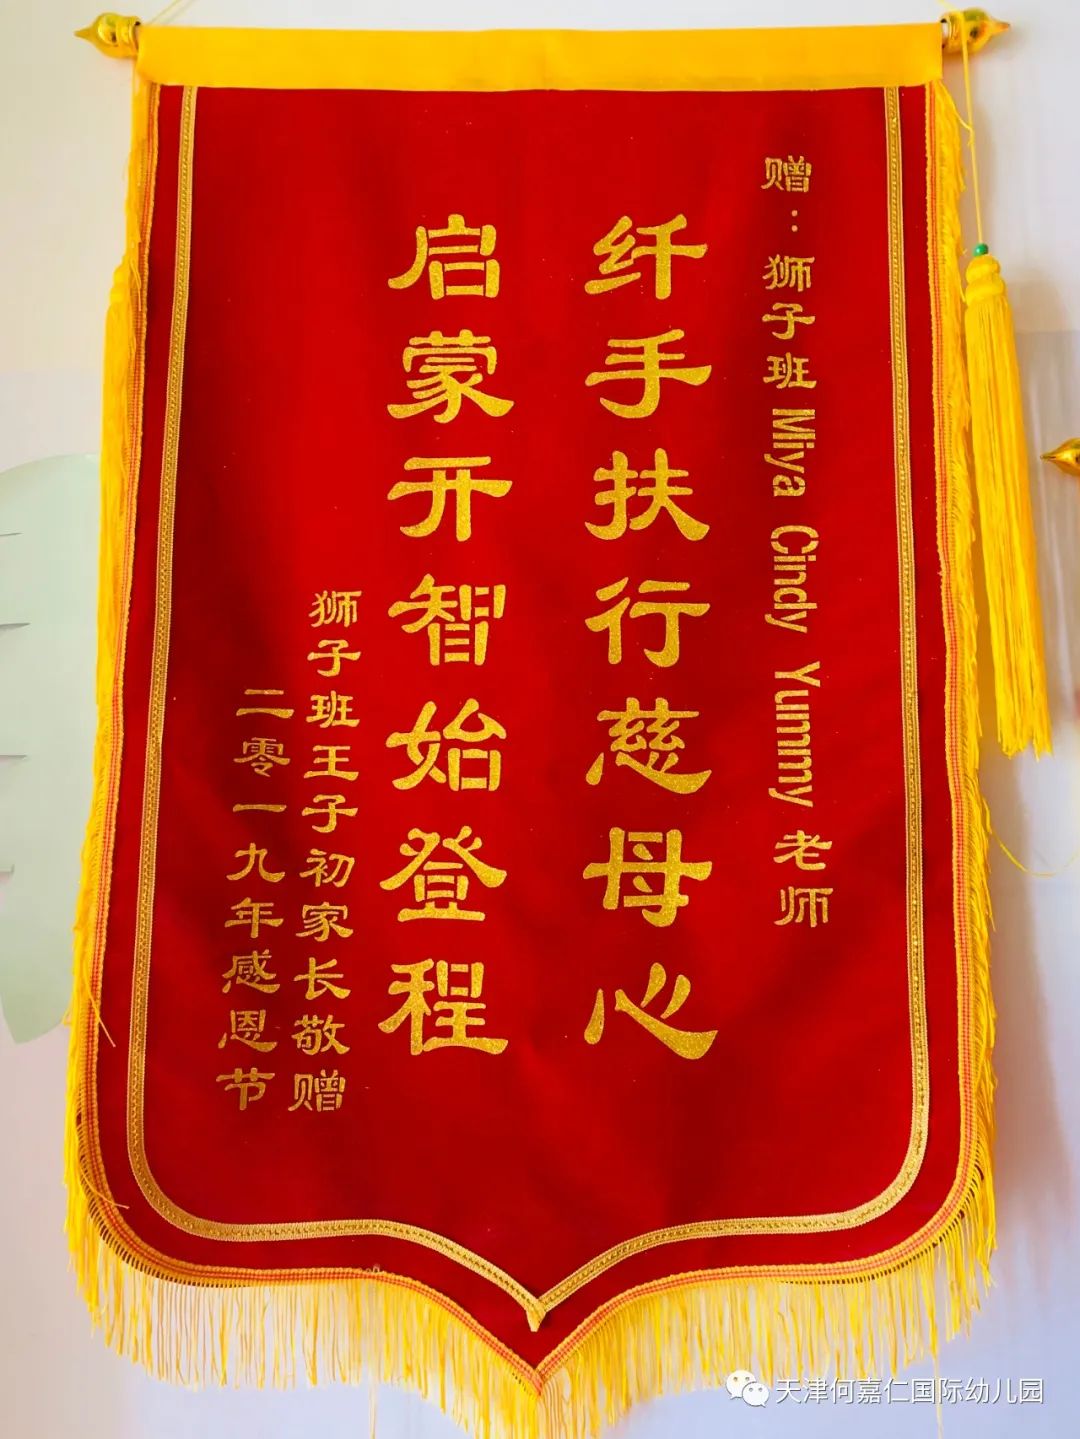 赠：狮子班 Miya Cindy Yummy 老师
纤手扶行慈母心
启蒙开智始登程
狮子班王子初家长敬赠
二零一九年感恩节
天津何嘉仁国际幼儿园